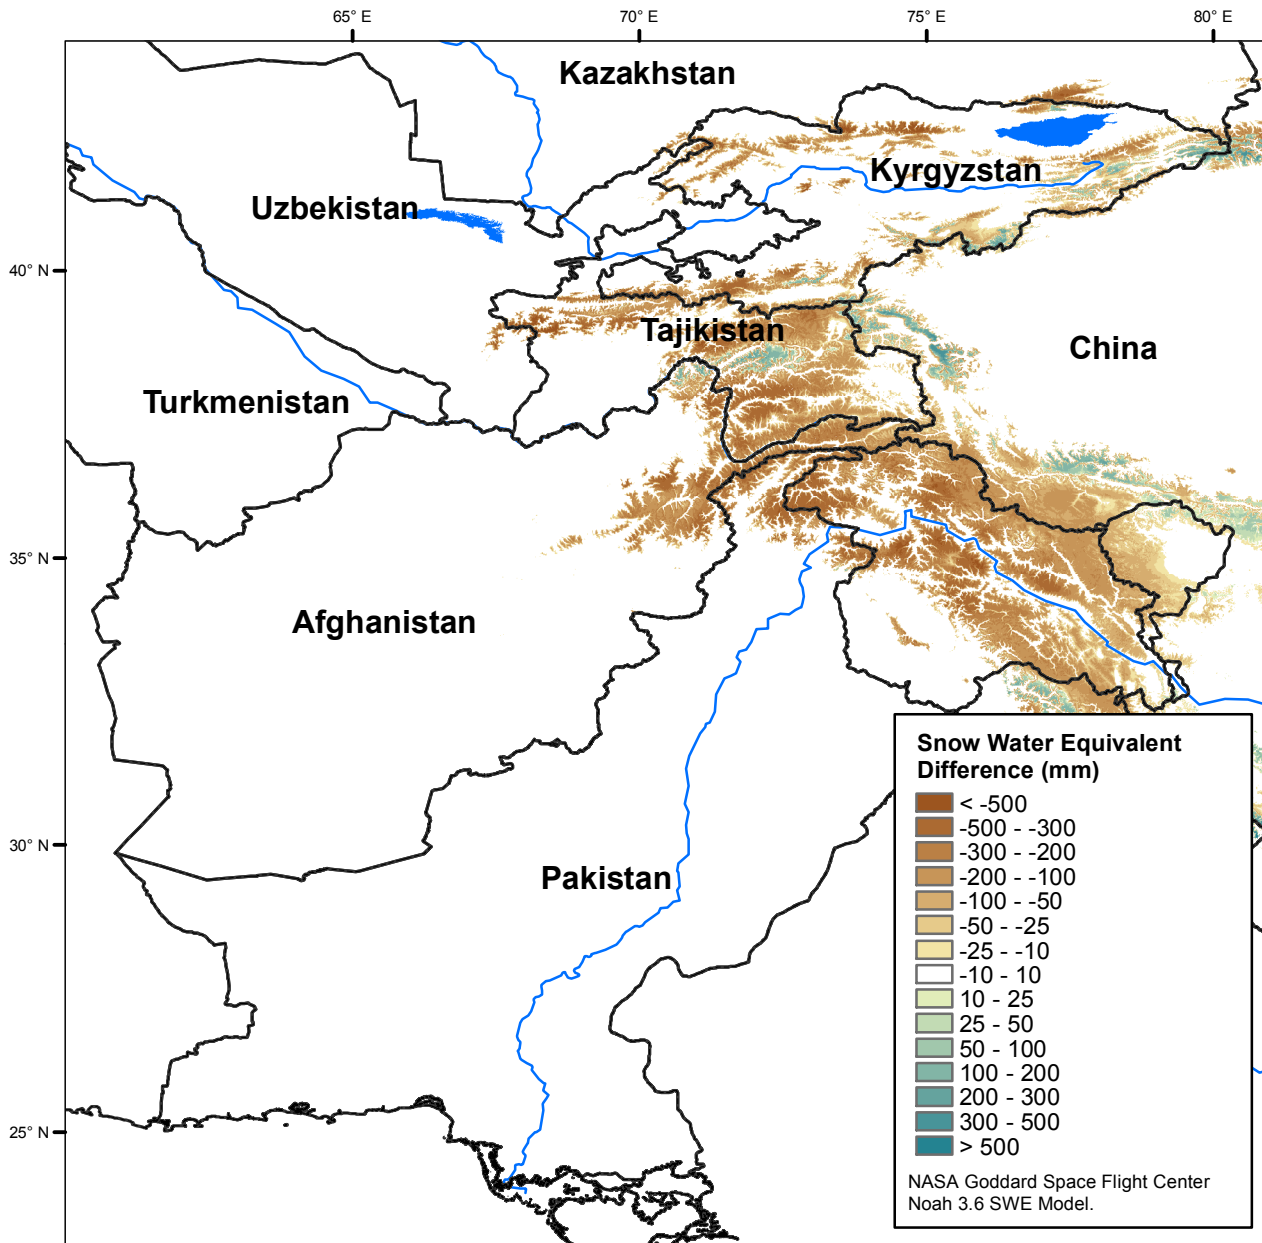 65° E
70° E
75° E
80° E
Kazakhstan
Kyrgyzstan
Uzbekistan
40° N
Tajikistan
China
Turkmenistan
35° N
Afghanistan
Snow Water Equivalent
Difference (mm)
< -500
-500 - -300
-300 - -200
-200 - -100
-100 - -50
-50 - -25
-25 - -10
-10 - 10
10 - 25
25 - 50
50 - 100
100 - 200
200 - 300
300 - 500
> 500
30° N
Pakistan
25° N
NASA Goddard Space Flight Center
Noah 3.6 SWE Model.